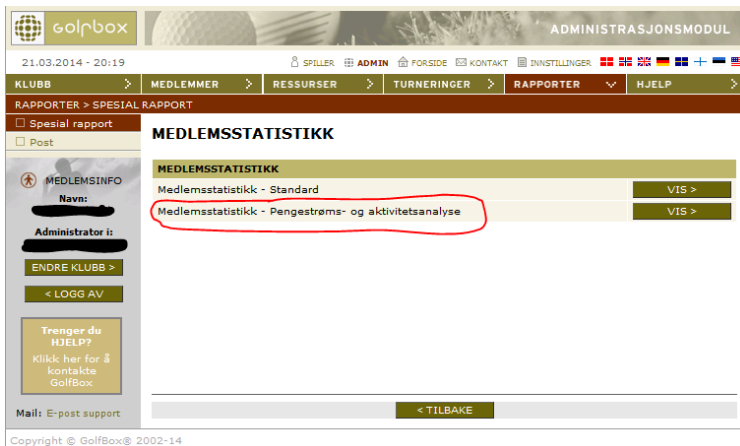 GOLFBOX
ADMINISTRASJONSMODUL
21.03.2014 - 20:19
SPILLER ADMIN FORSIDE KONTAKT INNSTILLINGER
KLUBB > MEDLEMMER > RESSURSER > TURNERINGER > RAPPORTER HJELP >
RAPPORTER > SPESIAL RAPPORT
Spesial rapport
Post
MEDLEMSINFO
Navn:
Administrator i:
ENDRE KLUBB >
< LOGG AV
Trenger du
HJELP?
Klikk her for å
kontakte
GolfBox
Mail: E-post support
MEDLEMSSTATISTIKK
MEDLEMSSTATISTIKK
Medlemsstatistikk - Standard VIS >
Medlemsstatistikk - Pengestrøms- og aktivitetsanalyse VIS >
< TILBAKE
Copyright © GolfBox® 2002-14